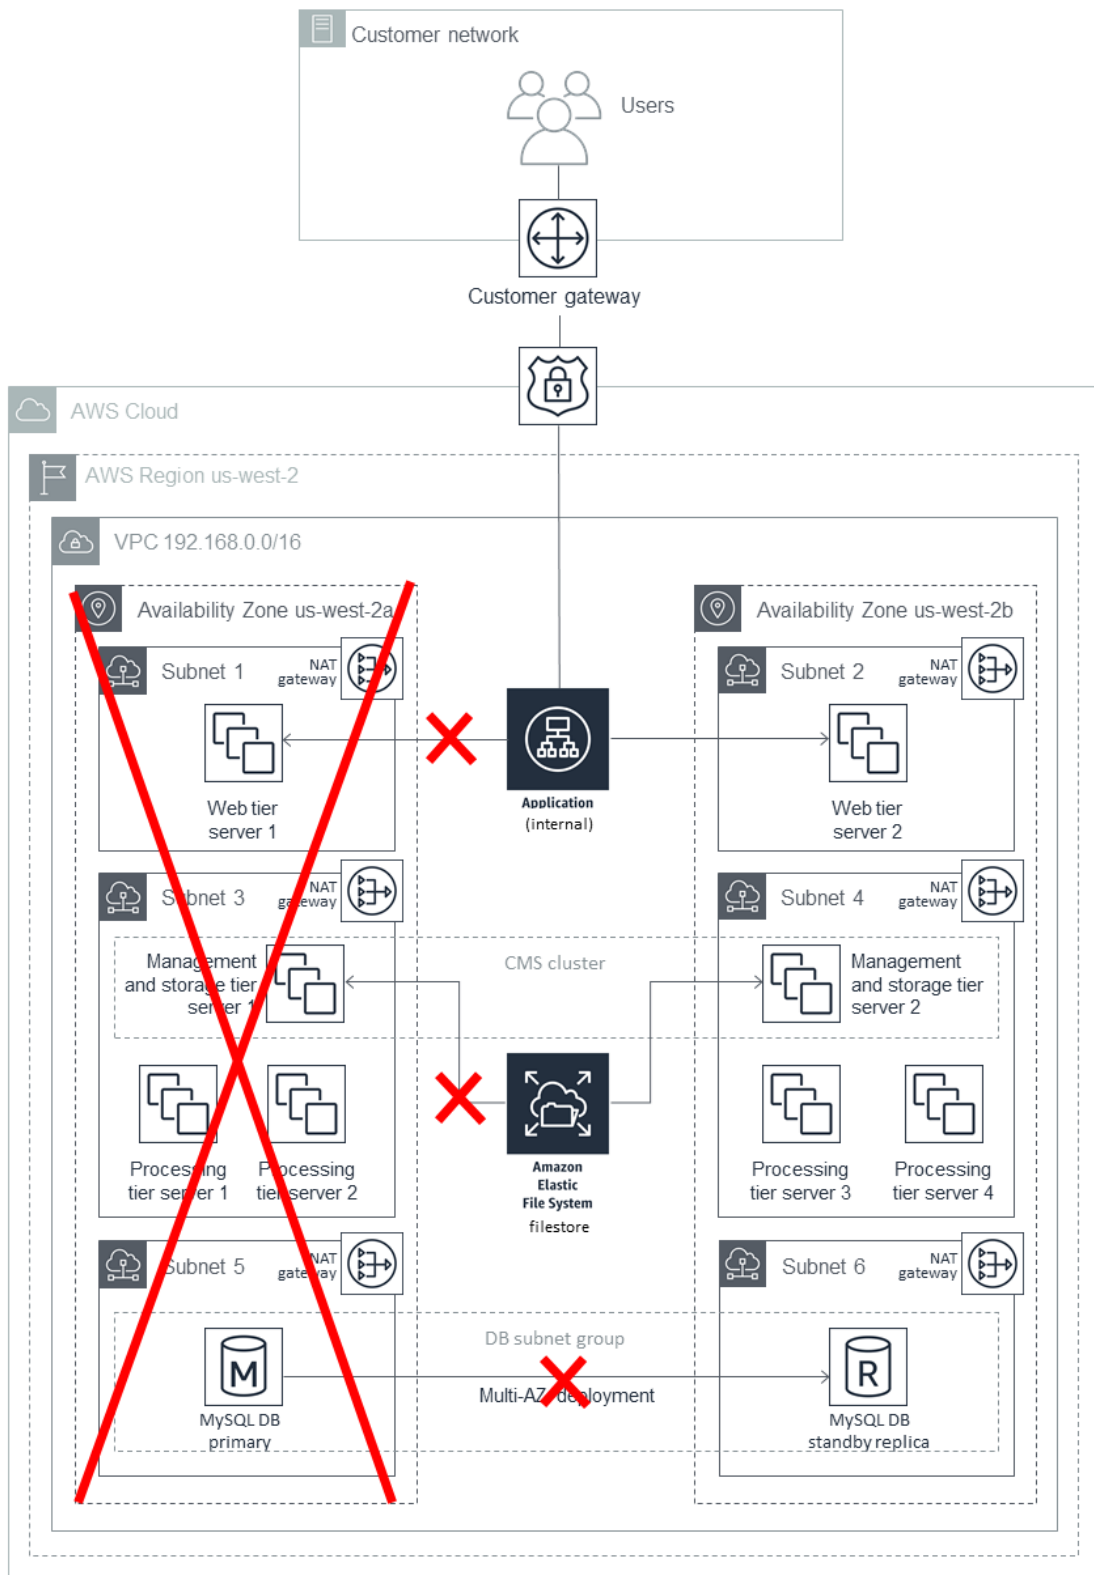 Customer network
Users
Customer gateway
AWS Cloud
AWS Region us-west-2
VPC 192.168.0.0/16
Availability Zone us-west-2a
Subnet 1
NAT
gateway
Web tier
server 1
Application
(internal)
Availability Zone us-west-2b
Subnet 2
NAT
gateway
Web tier
server 2
Subnet 3
NAT
gateway
Management
and storage tier
server 1
CMS cluster
Subnet 4
NAT
gateway
Management
and storage tier
server 2
Processing
tier server 1
Processing
tier server 2
Amazon
Elastic
File System
filestore
Processing
tier server 3
Processing
tier server 4
Subnet 5
NAT
gateway
M
MySQL DB
primary
DB subnet group
Multi-AZ deployment
Subnet 6
NAT
gateway
R
MySQL DB
standby replica